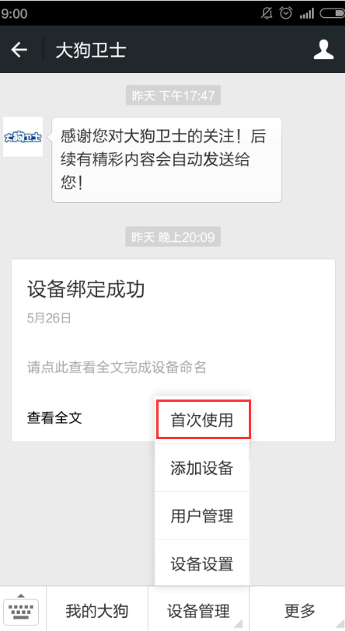 9:00
大狗卫士
昨天 下午17:47
大狗卫士
感谢您对大狗卫士的关注！后
续有精彩内容会自动发送给
您！
昨天 晚上20:09
设备绑定成功
5月26日
请点此查看全文完成设备命名
查看全文
首次使用
添加设备
用户管理
设备设置
我的大狗
设备管理
更多